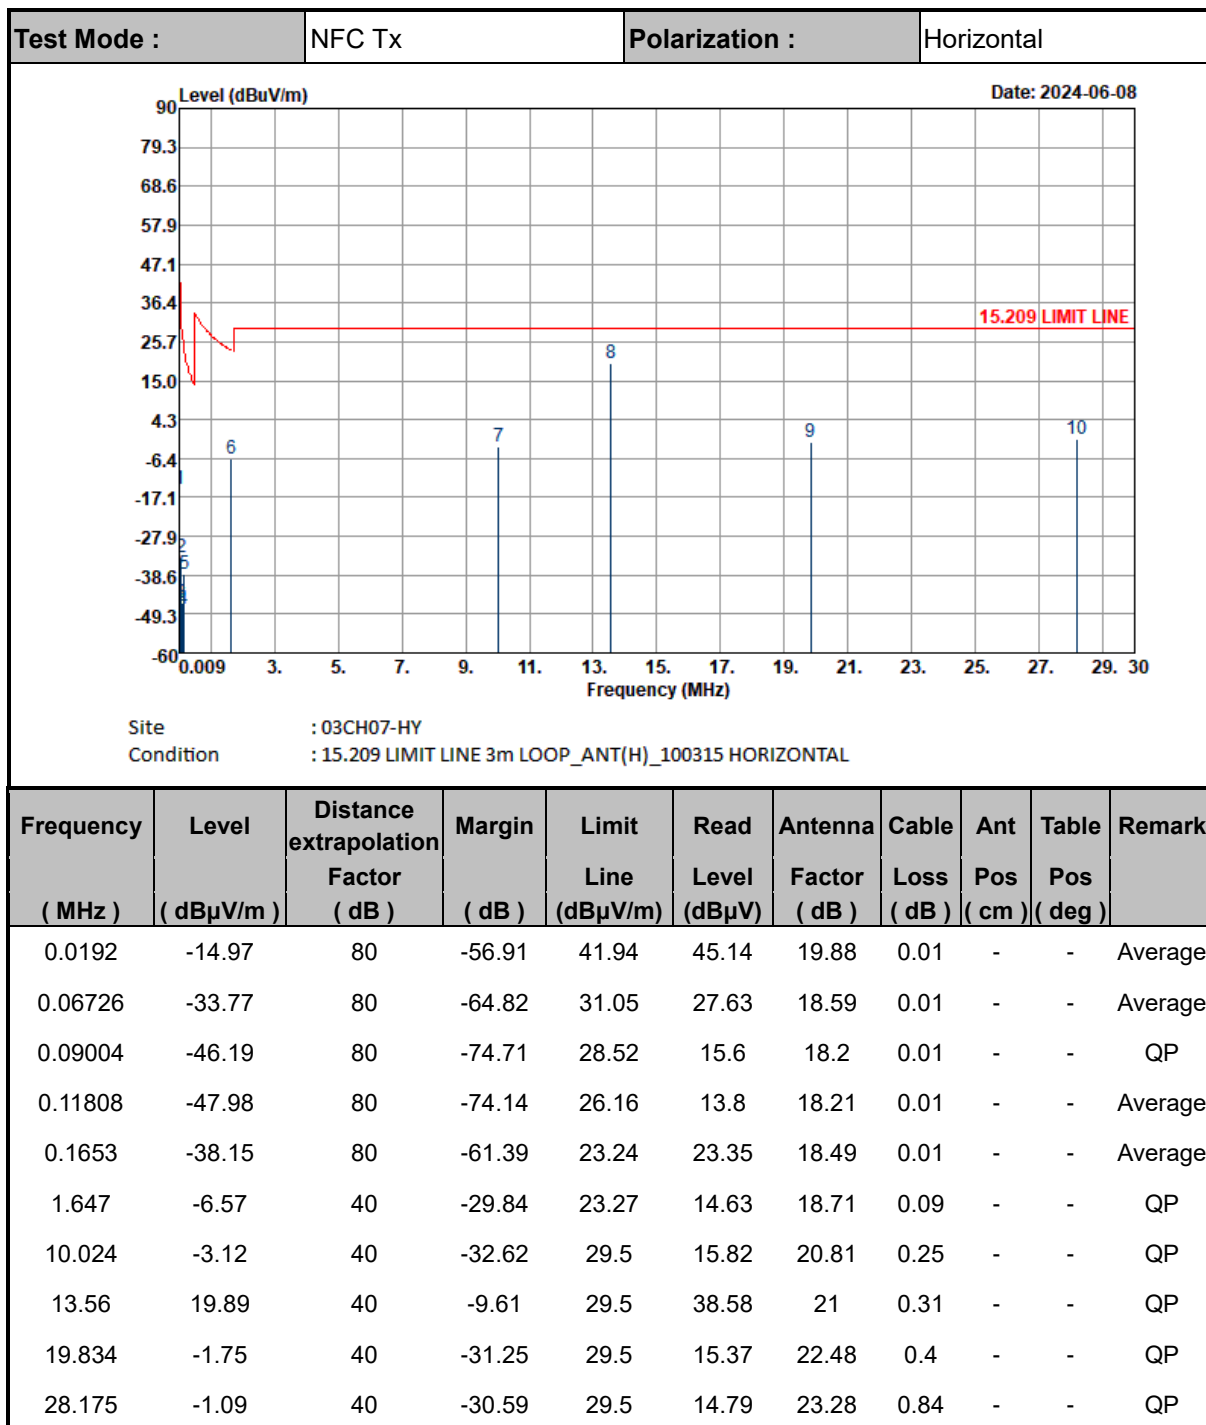 Test Mode : NFC Tx Polarization : Horizontal
Level (dBuV/m) Date: 2024-06-08
90
79.3
68.6
57.9
47.1
36.4
15.209 LIMIT LINE
25.7
8
15.0
4.3
6 7 9 10
-6.4
1
-17.1
-27.9
2
5
-38.6
4
-49.3
-60
0.009 3. 5. 7. 9. 11. 13. 15. 17. 19. 21. 23. 25. 27. 29. 30
Frequency (MHz)
Site : 03CH07-HY
Condition : 15.209 LIMIT LINE 3m LOOP_ANT(H)_100315 HORIZONTAL
Frequency Level Distance extrapolation Margin Limit Read Antenna Cable Ant Table Remark
Factor Line Level Factor Loss Pos Pos
( MHz ) ( dBµV/m ) ( dB ) ( dB ) (dBµV/m) (dBµV) ( dB ) ( dB ) ( cm ) ( deg )
0.0192 -14.97 80 -56.91 41.94 45.14 19.88 0.01 - - Average
0.06726 -33.77 80 -64.82 31.05 27.63 18.59 0.01 - - Average
0.09004 -46.19 80 -74.71 28.52 15.6 18.2 0.01 - - QP
0.11808 -47.98 80 -74.14 26.16 13.8 18.21 0.01 - - Average
0.1653 -38.15 80 -61.39 23.24 23.35 18.49 0.01 - - Average
1.647 -6.57 40 -29.84 23.27 14.63 18.71 0.09 - - QP
10.024 -3.12 40 -32.62 29.5 15.82 20.81 0.25 - - QP
13.56 19.89 40 -9.61 29.5 38.58 21 0.31 - - QP
19.834 -1.75 40 -31.25 29.5 15.37 22.48 0.4 - - QP
28.175 -1.09 40 -30.59 29.5 14.79 23.28 0.84 - - QP